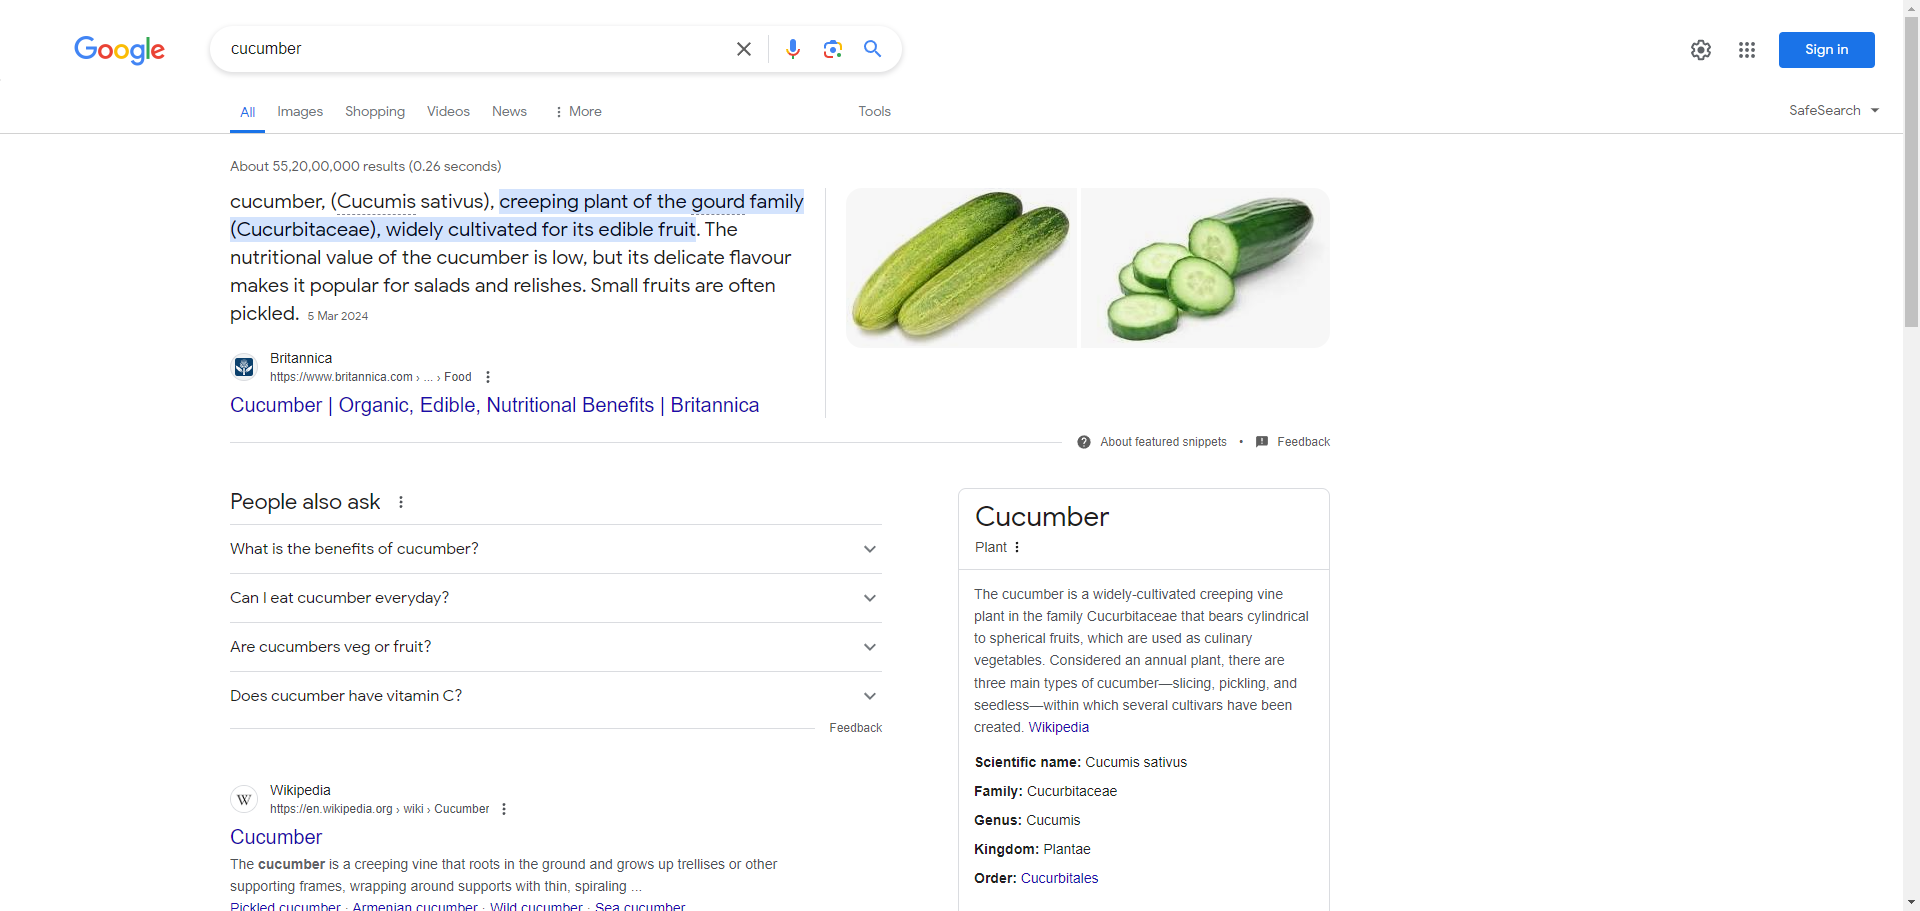 Google
cucumber
Sign in
All Images Shopping Videos News More Tools
SafeSearch
About 55,20,00,000 results (0.26 seconds)
cucumber, (Cucumis sativus), creeping plant of the gourd family
(Cucurbitaceae), widely cultivated for its edible fruit. The
nutritional value of the cucumber is low, but its delicate flavour
makes it popular for salads and relishes. Small fruits are often
pickled. 5 Mar 2024
Britannica
https://www.britannica.com › ... › Food
Cucumber | Organic, Edible, Nutritional Benefits | Britannica
About featured snippets • Feedback
People also ask
What is the benefits of cucumber?
Can I eat cucumber everyday?
Are cucumbers veg or fruit?
Does cucumber have vitamin C?
Feedback
W
Wikipedia
https://en.wikipedia.org › wiki › Cucumber
Cucumber
The cucumber is a creeping vine that roots in the ground and grows up trellises or other
supporting frames, wrapping around supports with thin, spiraling ...
Pickled cucumber · Armenian cucumber · Wild cucumber · Sea cucumber
Cucumber
Plant
The cucumber is a widely-cultivated creeping vine
plant in the family Cucurbitaceae that bears cylindrical
to spherical fruits, which are used as culinary
vegetables. Considered an annual plant, there are
three main types of cucumber—slicing, pickling, and
seedless—within which several cultivars have been
created. Wikipedia
Scientific name: Cucumis sativus
Family: Cucurbitaceae
Genus: Cucumis
Kingdom: Plantae
Order: Cucurbitales